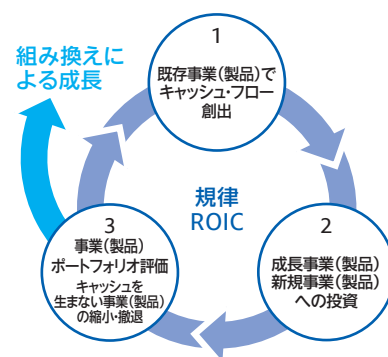 組み換えに
よる成長
1
既存事業(製品)で
キャッシュ・フロー
創出
規律
ROIC
2
成長事業(製品)
新規事業(製品)
への投資
3
事業(製品)
ポートフォリオ評価
キャッシュを
生まない事業(製品)
の縮小・撤退